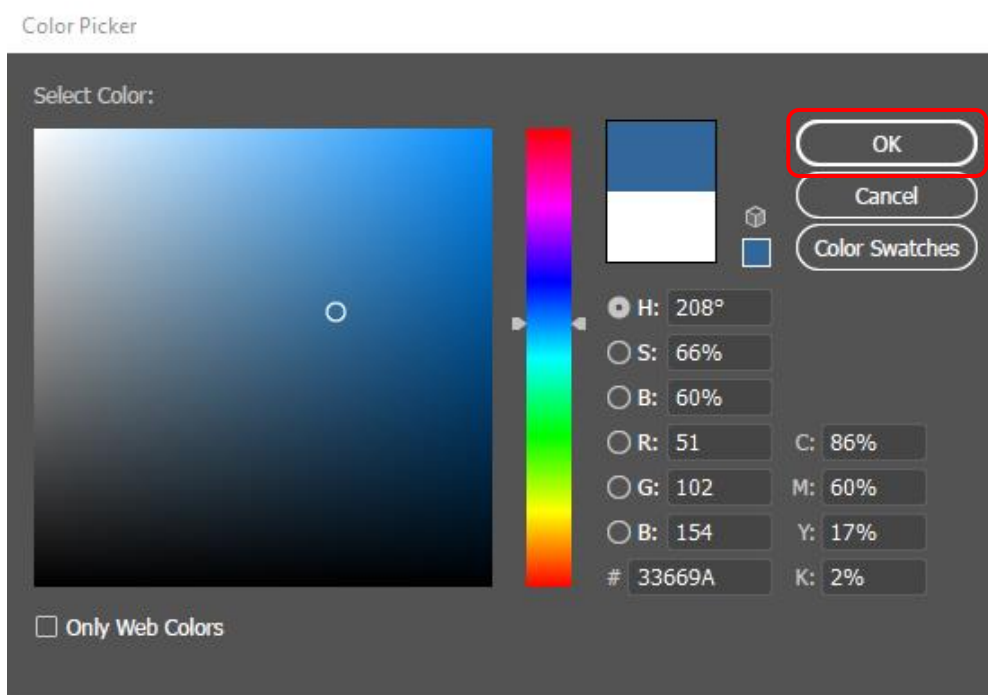 Color Picker
Select Color:
OK
Cancel
Color Swatches
H: 208°
S: 66%
B: 60%
R: 51 C: 86%
G: 102 M: 60%
B: 154 Y: 17%
# 33669A K: 2%
Only Web Colors